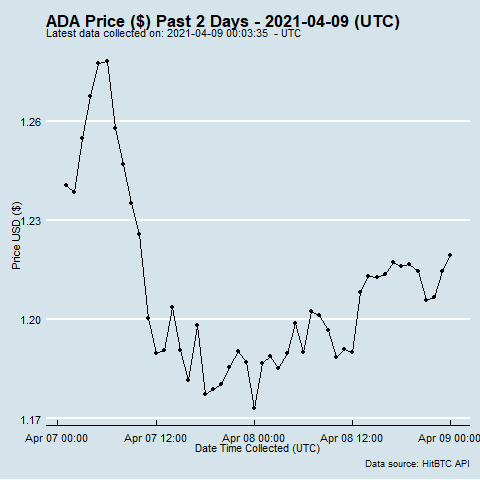 ADA Price ($) Past 2 Days - 2021-04-09 (UTC)
Latest data collected on: 2021-04-09 00:03:35 - UTC
Price USD ($)
1.26
1.23
1.20
1.17
Apr 07 00:00 Apr 07 12:00 Apr 08 00:00 Apr 08 12:00 Apr 09 00:00
Date Time Collected (UTC)
Data source: HitBTC API